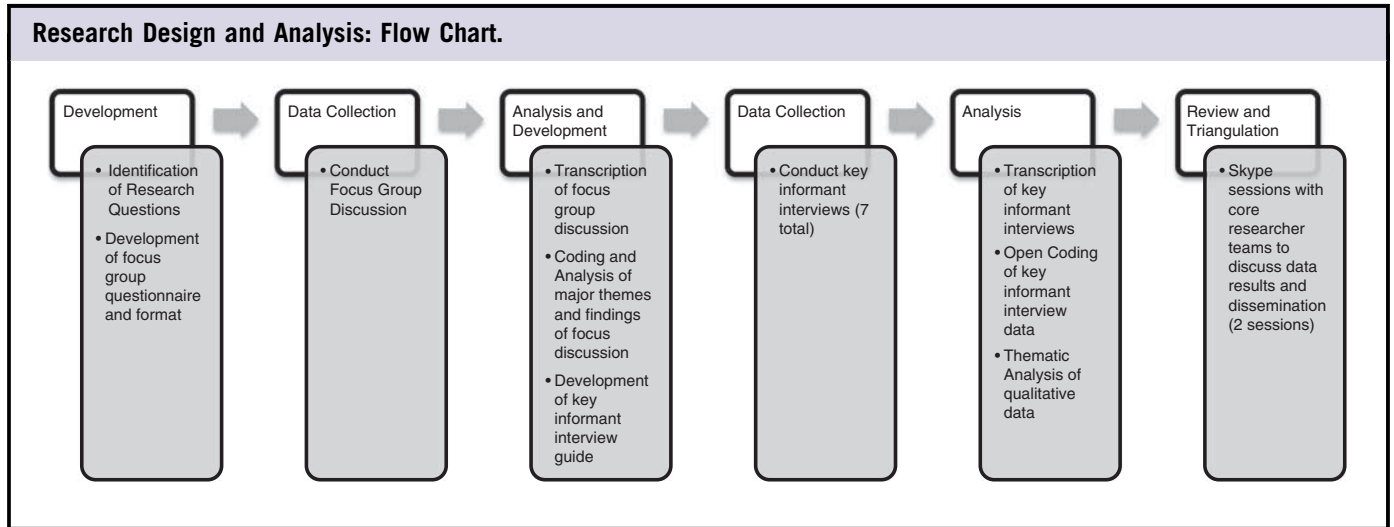 Research Design and Analysis: Flow Chart.
Development
• Identification
of Research
Questions
• Development
of focus
group
questionnaire
and format
Data Collection
• Conduct
Focus Group
Discussion
Analysis and
Development
• Transcription
of focus
group
discussion
• Coding and
Analysis of
major themes
and findings
of focus
discussion
• Development
of key
informant
interview
guide
Data Collection
• Conduct key
informant
interviews (7
total)
Analysis
• Transcription
of key
informant
interviews
• Open Coding
of key
informant
interview
data
• Thematic
Analysis of
qualitative
data
Review and
Triangulation
• Skype
sessions with
core
researcher
teams to
discuss data
results and
dissemination
(2 sessions)